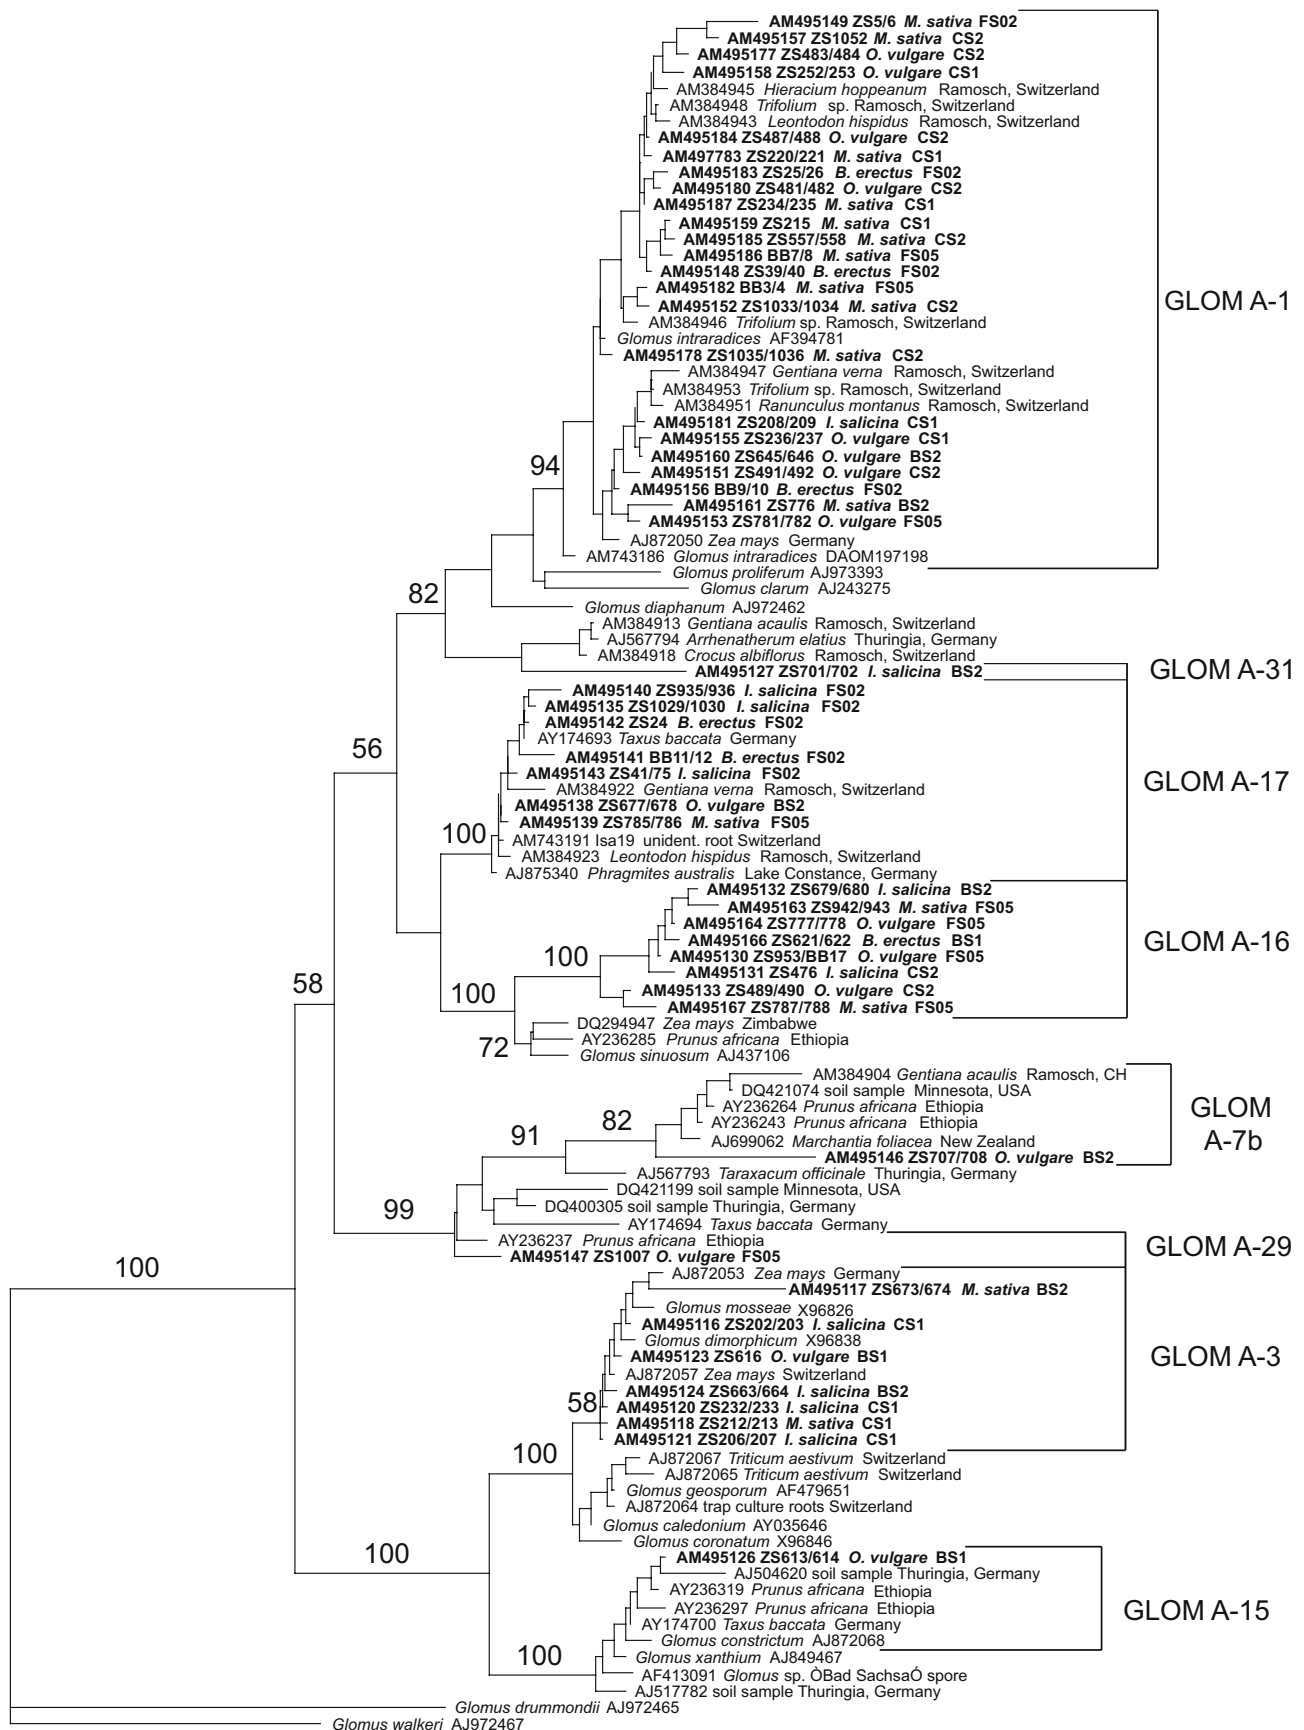 AM495149 ZS5/6 M. sativa FS02
AM495157 ZS1052 M. sativa CS2
AM495177 ZS483/484 O. vulgare CS2
AM495158 ZS252/253 O. vulgare CS1
AM384945 Hieracium hoppeanum Ramosch, Switzerland
AM384948 Trifolium sp. Ramosch, Switzerland
AM384943 Leontodon hispidus Ramosch, Switzerland
AM495184 ZS487/488 O. vulgare CS2
AM497783 ZS220/221 M. sativa CS1
AM495183 ZS25/26 B. erectus FS02
AM495180 ZS481/482 O. vulgare CS2
AM495187 ZS234/235 M. sativa CS1
AM495159 ZS215 M. sativa CS1
AM495185 ZS557/558 M. sativa CS2
AM495186 BB7/8 M. sativa FS05
AM495148 ZS39/40 B. erectus FS02
AM495182 BB3/4 M. sativa FS05
GLOM A-1
AM495152 ZS1033/1034 M. sativa CS2
AM384946 Trifolium sp. Ramosch, Switzerland
Glomus intraradices AF394781
AM495178 ZS1035/1036 M. sativa CS2
AM384947 Gentiana verna Ramosch, Switzerland
AM384953 Trifolium sp. Ramosch, Switzerland
AM384951 Ranunculus montanus Ramosch, Switzerland
AM495181 ZS208/209 I. salicina CS1
AM495155 ZS236/237 O. vulgare CS1
AM495160 ZS645/646 O. vulgare BS2
94
AM495151 ZS491/492 O. vulgare CS2
AM495156 BB9/10 B. erectus FS02
AM495161 ZS776 M. sativa BS2
AM495153 ZS781/782 O. vulgare FS05
AJ872050 Zea mays Germany
AM743186 Glomus intraradices DAOM197198
Glomus proliferum AJ973393
Glomus clarum AJ243275
82
Glomus diaphanum AJ972462
AM384913 Gentiana acaulis Ramosch, Switzerland
AJ567794 Arrhenatherum elatius Thuringia, Germany
AM384918 Crocus albiflorus Ramosch, Switzerland
AM495127 ZS701/702 I. salicina BS2
GLOM A-31
AM495140 ZS935/936 I. salicina FS02
AM495135 ZS1029/1030 I. salicina FS02
AM495142 ZS24 B. erectus FS02
AY174693 Taxus baccata Germany
56
AM495141 BB11/12 B. erectus FS02
AM495143 ZS41/75 I. salicina FS02
GLOM A-17
AM384922 Gentiana verna Ramosch, Switzerland
AM495138 ZS677/678 O. vulgare BS2
AM495139 ZS785/786 M. sativa FS05
100
AM743191 Isa19 unident. root Switzerland
AM384923 Leontodon hispidus Ramosch, Switzerland
AJ875340 Phragmites australis Lake Constance, Germany
AM495132 ZS679/680 I. salicina BS2
AM495163 ZS942/943 M. sativa FS05
AM495164 ZS777/778 O. vulgare FS05
AM495166 ZS621/622 B. erectus BS1
GLOM A-16
100
AM495130 ZS953/BB17 O. vulgare FS05
AM495131 ZS476 I. salicina CS2
58
AM495133 ZS489/490 O. vulgare CS2
100
AM495167 ZS787/788 M. sativa FS05
DQ294947 Zea mays Zimbabwe
AY236285 Prunus africana Ethiopia
72
Glomus sinuosum AJ437106
AM384904 Gentiana acaulis Ramosch, CH
DQ421074 soil sample Minnesota, USA
AY236264 Prunus africana Ethiopia
GLOM
A-7b
AY236243 Prunus africana Ethiopia
82
91
AJ699062 Marchantia foliacea New Zealand
AM495146 ZS707/708 O. vulgare BS2
AJ567793 Taraxacum officinale Thuringia, Germany
DQ421199 soil sample Minnesota, USA
DQ400305 soil sample Thuringia, Germany
99
AY174694 Taxus baccata Germany
AY236237 Prunus africana Ethiopia
GLOM A-29
AM495147 ZS1007 O. vulgare FS05
100
AJ872053 Zea mays Germany
AM495117 ZS673/674 M. sativa BS2
Glomus mosseae X96826
AM495116 ZS202/203 I. salicina CS1
Glomus dimorphicum X96838
AM495123 ZS616 O. vulgare BS1
GLOM A-3
AJ872057 Zea mays Switzerland
AM495124 ZS663/664 I. salicina BS2
58
AM495120 ZS232/233 I. salicina CS1
AM495118 ZS212/213 M. sativa CS1
AM495121 ZS206/207 I. salicina CS1
100
AJ872067 Triticum aestivum Switzerland
AJ872065 Triticum aestivum Switzerland
Glomus geosporum AF479651
AJ872064 trap culture roots Switzerland
Glomus caledonium AY035646
Glomus coronatum X96846
100
AM495126 ZS613/614 O. vulgare BS1
AJ504620 soil sample Thuringia, Germany
AY236319 Prunus africana Ethiopia
AY236297 Prunus africana Ethiopia
GLOM A-15
AY174700 Taxus baccata Germany
Glomus constrictum AJ872068
100
Glomus xanthium AJ849467
AF413091 Glomus sp. ÒBad SachsaÓ spore
AJ517782 soil sample Thuringia, Germany
Glomus drummondii AJ972465
Glomus walkeri AJ972467